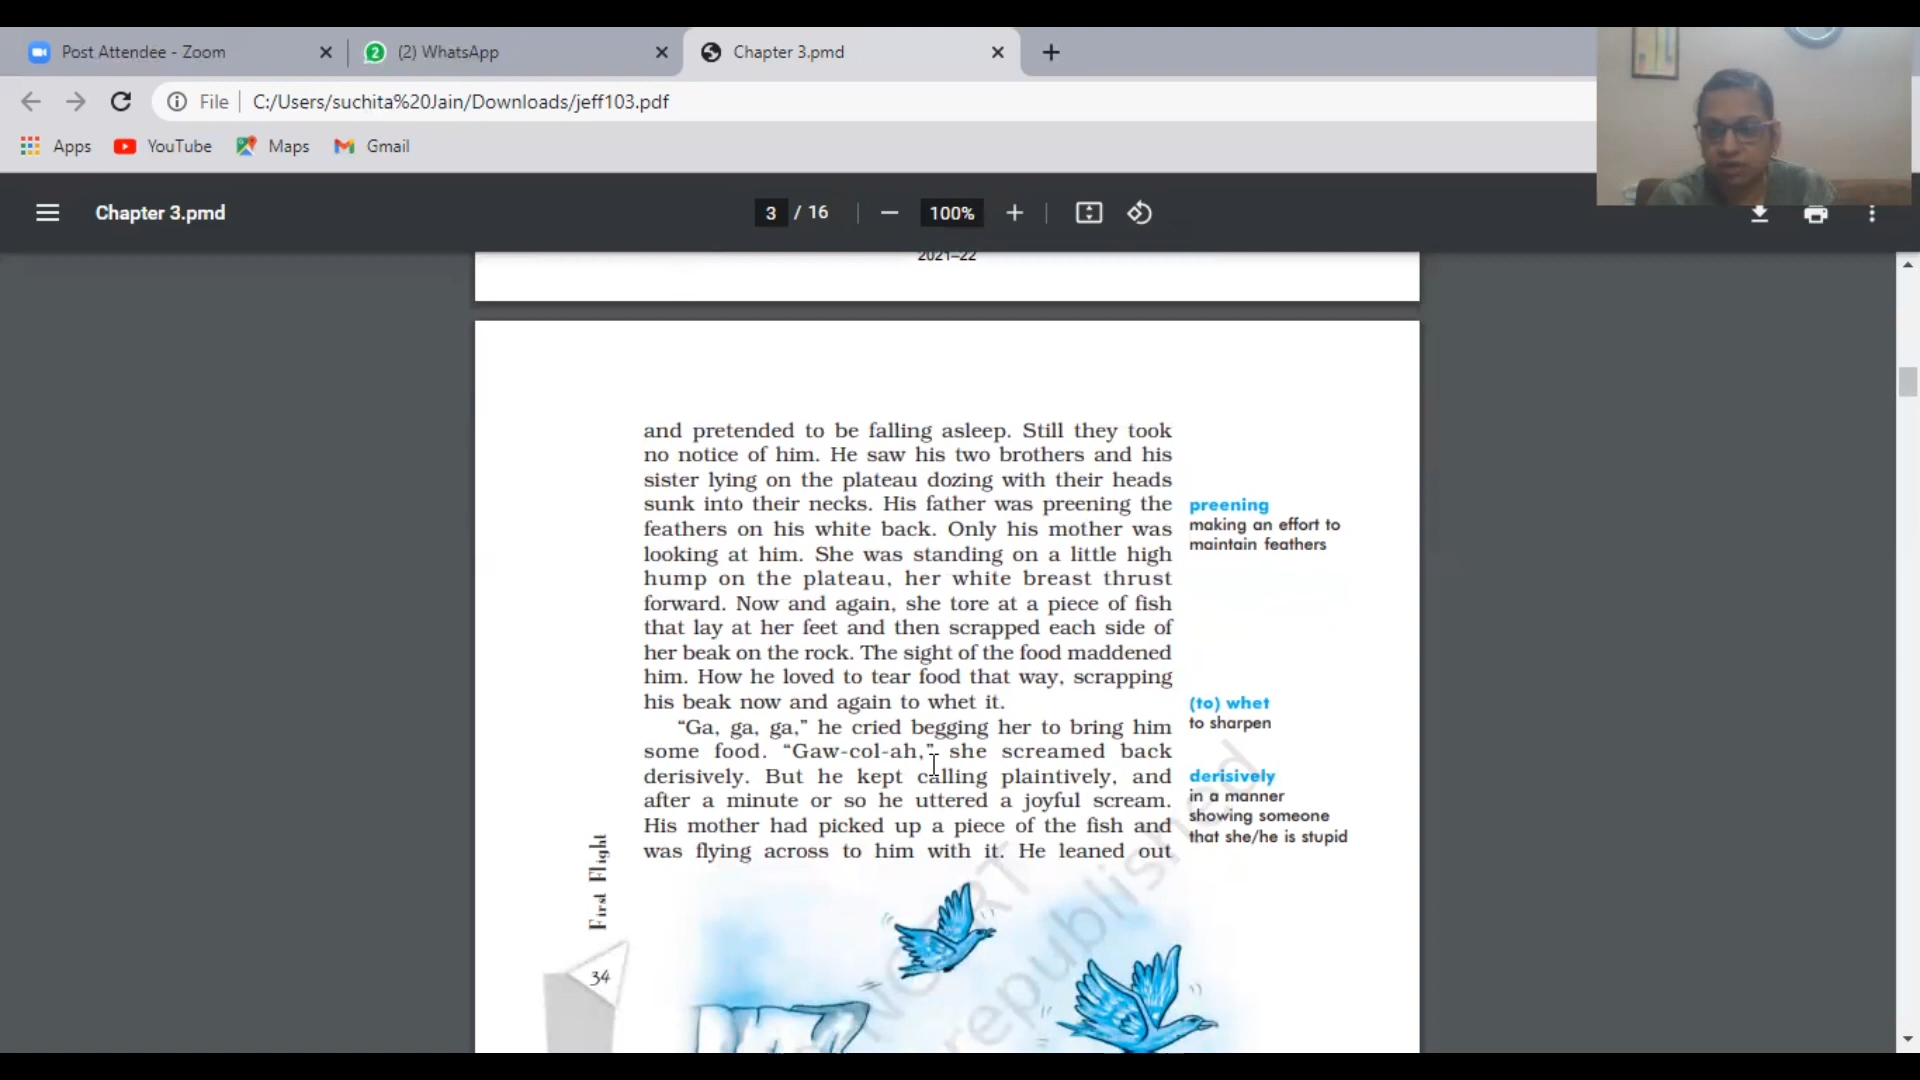 Post Attendee - Zoom
2
(2) WhatsApp
Chapter 3.pmd
File
C:/Users/suchita%20Jain/Downloads/jeff103.pdf
Apps
YouTube
Maps
Gmail
Chapter 3.pmd
3 / 16
100%
2021–22
and pretended to be falling asleep. Still they took
no notice of him. He saw his two brothers and his
sister lying on the plateau dozing with their heads
sunk into their necks. His father was preening the
feathers on his white back. Only his mother was
looking at him. She was standing on a little high
hump on the plateau, her white breast thrust
forward. Now and again, she tore at a piece of fish
that lay at her feet and then scrapped each side of
her beak on the rock. The sight of the food maddened
him. How he loved to tear food that way, scrapping
his beak now and again to whet it.
“Ga, ga, ga,” he cried begging her to bring him
some food. “Gaw-col-ah,” she screamed back
derisively. But he kept calling plaintively, and
after a minute or so he uttered a joyful scream.
His mother had picked up a piece of the fish and
was flying across to him with it. He leaned out
preening
making an effort to
maintain feathers
(to) whet
to sharpen
derisively
in a manner
showing someone
that she/he is stupid
First Flight
34
republished